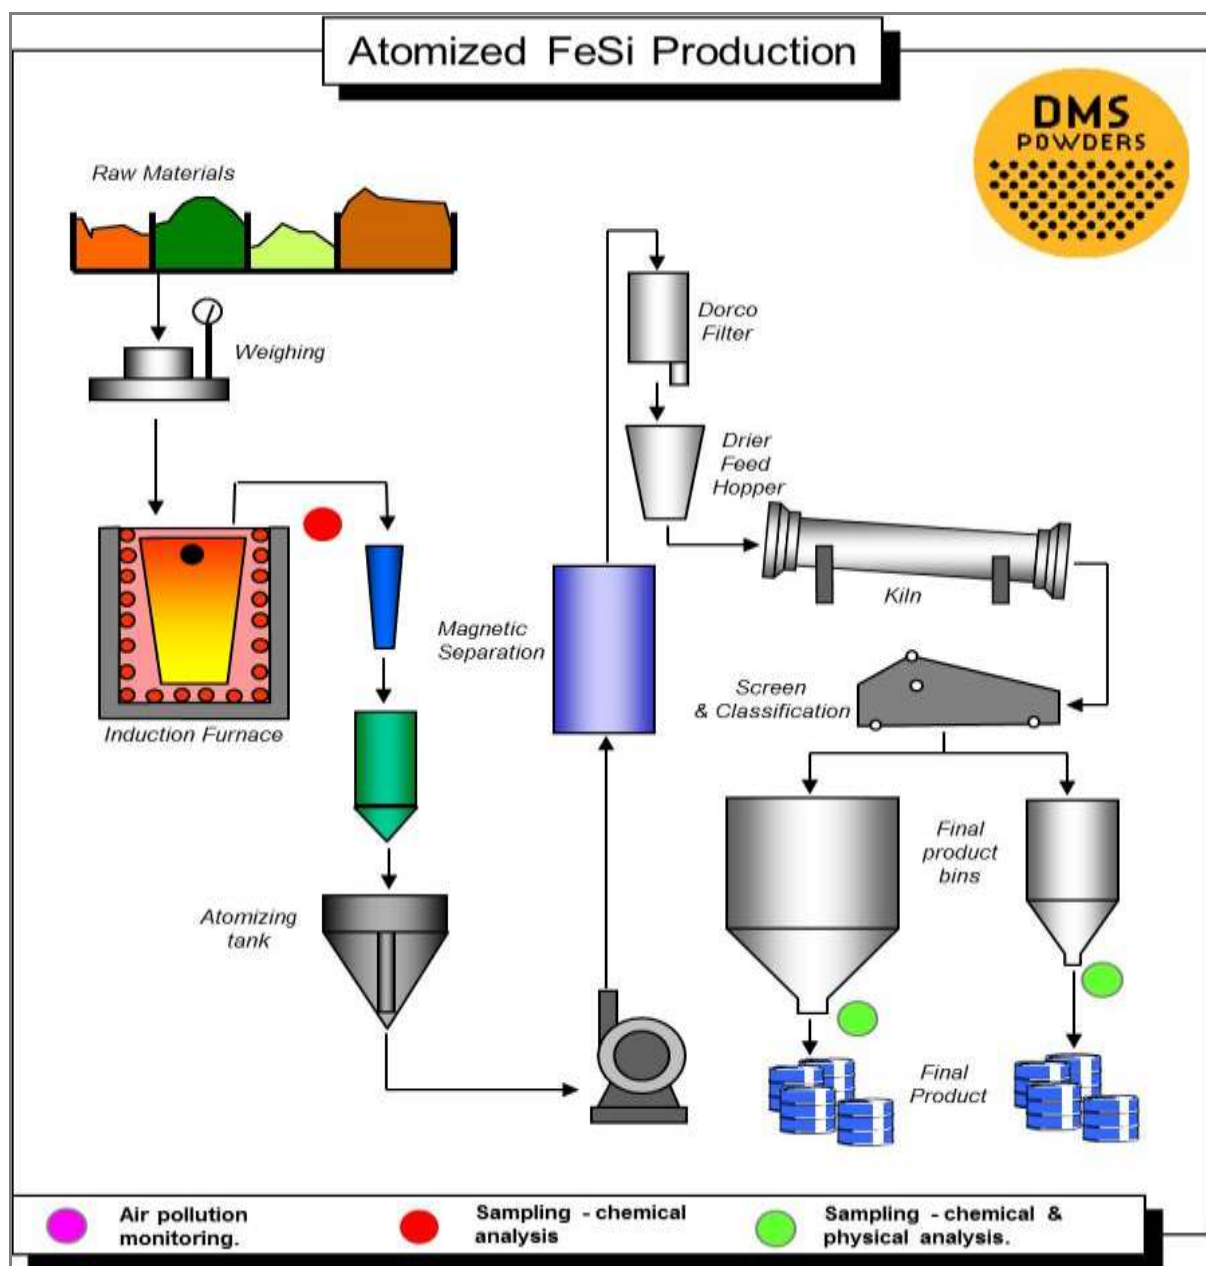 Atomized FeSi Production
DMS
POWDERS
Raw Materials
Weighing
Induction Furnace
Atomizing
tank
Magnetic
Separation
Dorco
Filter
Drier
Feed
Hopper
Kiln
Screen
& Classification
Final
product
bins
Final
Product
Air pollution
monitoring.
Sampling - chemical
analysis
Sampling - chemical &
physical analysis.